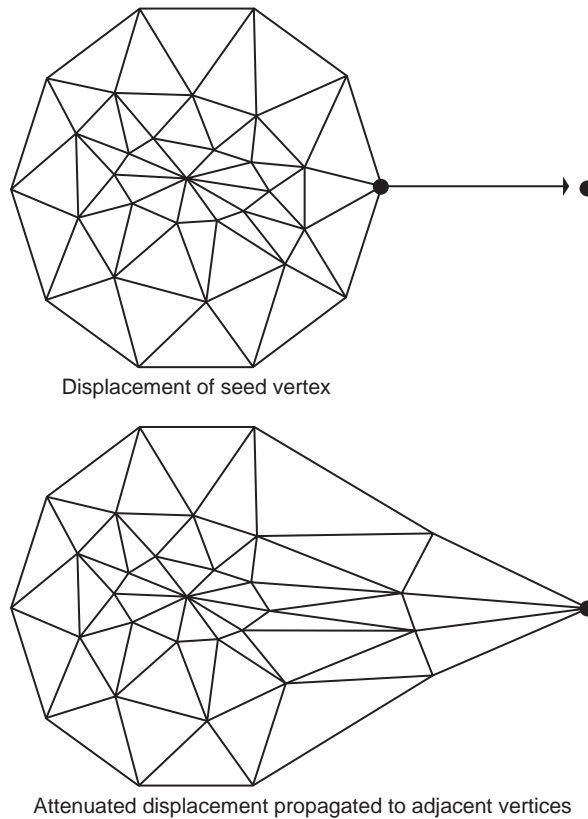 Displacement of seed vertex
Attenuated displacement propagated to adjacent vertices